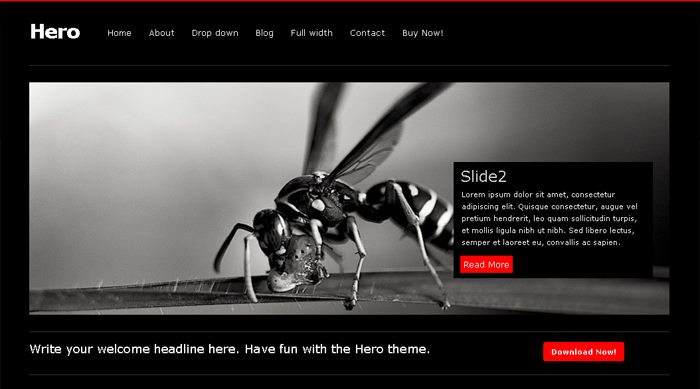 Hero
Home About Drop down Blog Full width Contact Buy Now!
Slide2
Lorem ipsum dolor sit amet, consectetur
adipiscing elit. Quisque consectetur, augue vel
pretium hendrerit, leo quam sollicitudin turpis,
et mollis ligula nibh ut nibh. Sed libero lectus,
semper et laoreet eu, convallis ac sapien.
Read More
Write your welcome headline here. Have fun with the Hero theme.
Download Now!